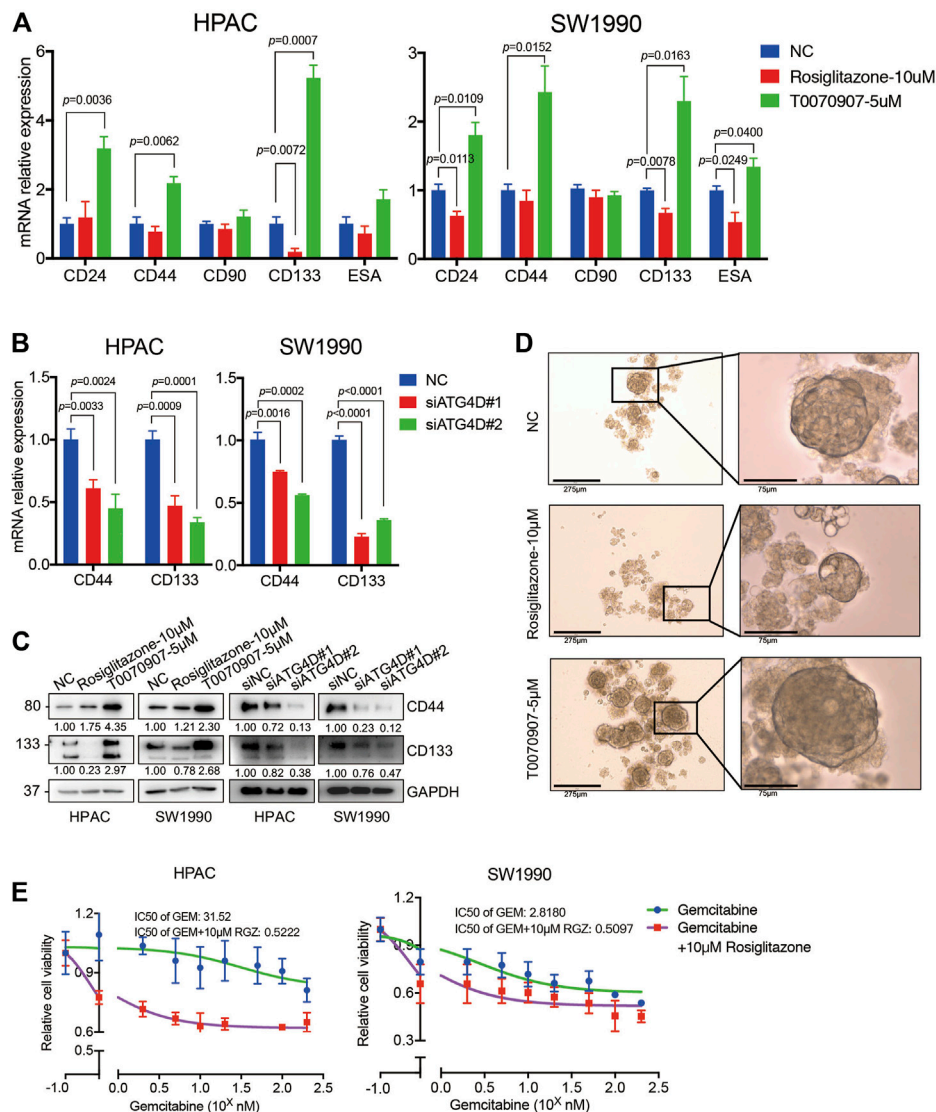 A
HPAC
SW1990
mRNA relative expression
6
4
2
0
p=0.0036
p=0.0062
p=0.0007
p=0.0072
CD24 CD44 CD90 CD133 ESA
3
2
1
0
p=0.0109
p=0.0113
p=0.0152
p=0.0163
p=0.0078
p=0.0400
p=0.0249
CD24 CD44 CD90 CD133 ESA
NC
Rosiglitazone-10uM
T0070907-5uM
B
HPAC
SW1990
mRNA relative expression
1.5
1.0
0.5
0.0
p=0.0024
p=0.0033
p=0.0001
p=0.0009
CD44 CD133
1.5
1.0
0.5
0.0
p=0.0002
p=0.0016
p<0.0001
p<0.0001
CD44 CD133
NC
siATG4D#1
siATG4D#2
C
NC Rosiglitazone-10μM T0070907-5μM NC Rosiglitazone-10μM T0070907-5μM siNC siATG4D#1 siATG4D#2 siNC siATG4D#1 siATG4D#2
80 CD44
1.00 1.75 4.35 1.00 1.21 2.30 1.00 0.72 0.13 1.00 0.23 0.12
133 CD133
1.00 0.23 2.97 1.00 0.78 2.68 1.00 0.82 0.38 1.00 0.76 0.47
37 GAPDH
HPAC SW1990 HPAC SW1990
D
NC
275μm 75μm
Rosiglitazone-10μM
275μm 75μm
T0070907-5μM
275μm 75μm
E
HPAC
Relative cell viability
1.2
0.9
0.6
0.5
IC50 of GEM: 31.52
IC50 of GEM+10μM RGZ: 0.5222
-1.0 0.0 0.5 1.0 1.5 2.0 2.5
Gemcitabine (10X nM)
SW1990
Relative cell viability
1.2
0.9
0.6
0.3
IC50 of GEM: 2.8180
IC50 of GEM+10μM RGZ: 0.5097
-1.0 0.0 0.5 1.0 1.5 2.0 2.5
Gemcitabine (10X nM)
Gemcitabine
Gemcitabine
+10μM Rosiglitazone